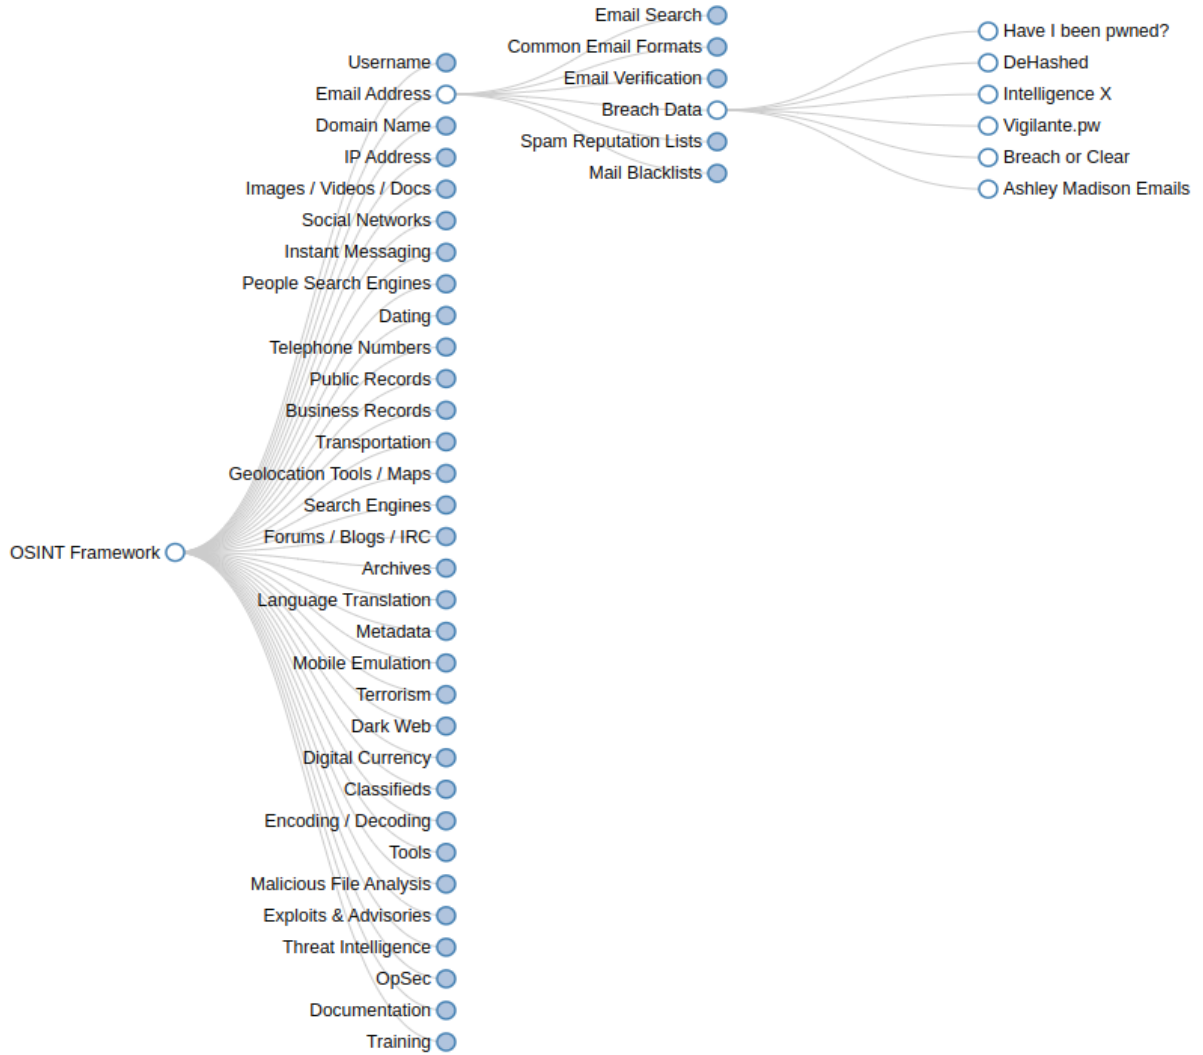 OSINT Framework
Username
Email Address
Domain Name
IP Address
Images / Videos / Docs
Social Networks
Instant Messaging
People Search Engines
Dating
Telephone Numbers
Public Records
Business Records
Transportation
Geolocation Tools / Maps
Search Engines
Forums / Blogs / IRC
Archives
Language Translation
Metadata
Mobile Emulation
Terrorism
Dark Web
Digital Currency
Classifieds
Encoding / Decoding
Tools
Malicious File Analysis
Exploits & Advisories
Threat Intelligence
OpSec
Documentation
Training
Email Search
Common Email Formats
Email Verification
Breach Data
Spam Reputation Lists
Mail Blacklists
Have I been pwned?
DeHashed
Intelligence X
Vigilante.pw
Breach or Clear
Ashley Madison Emails